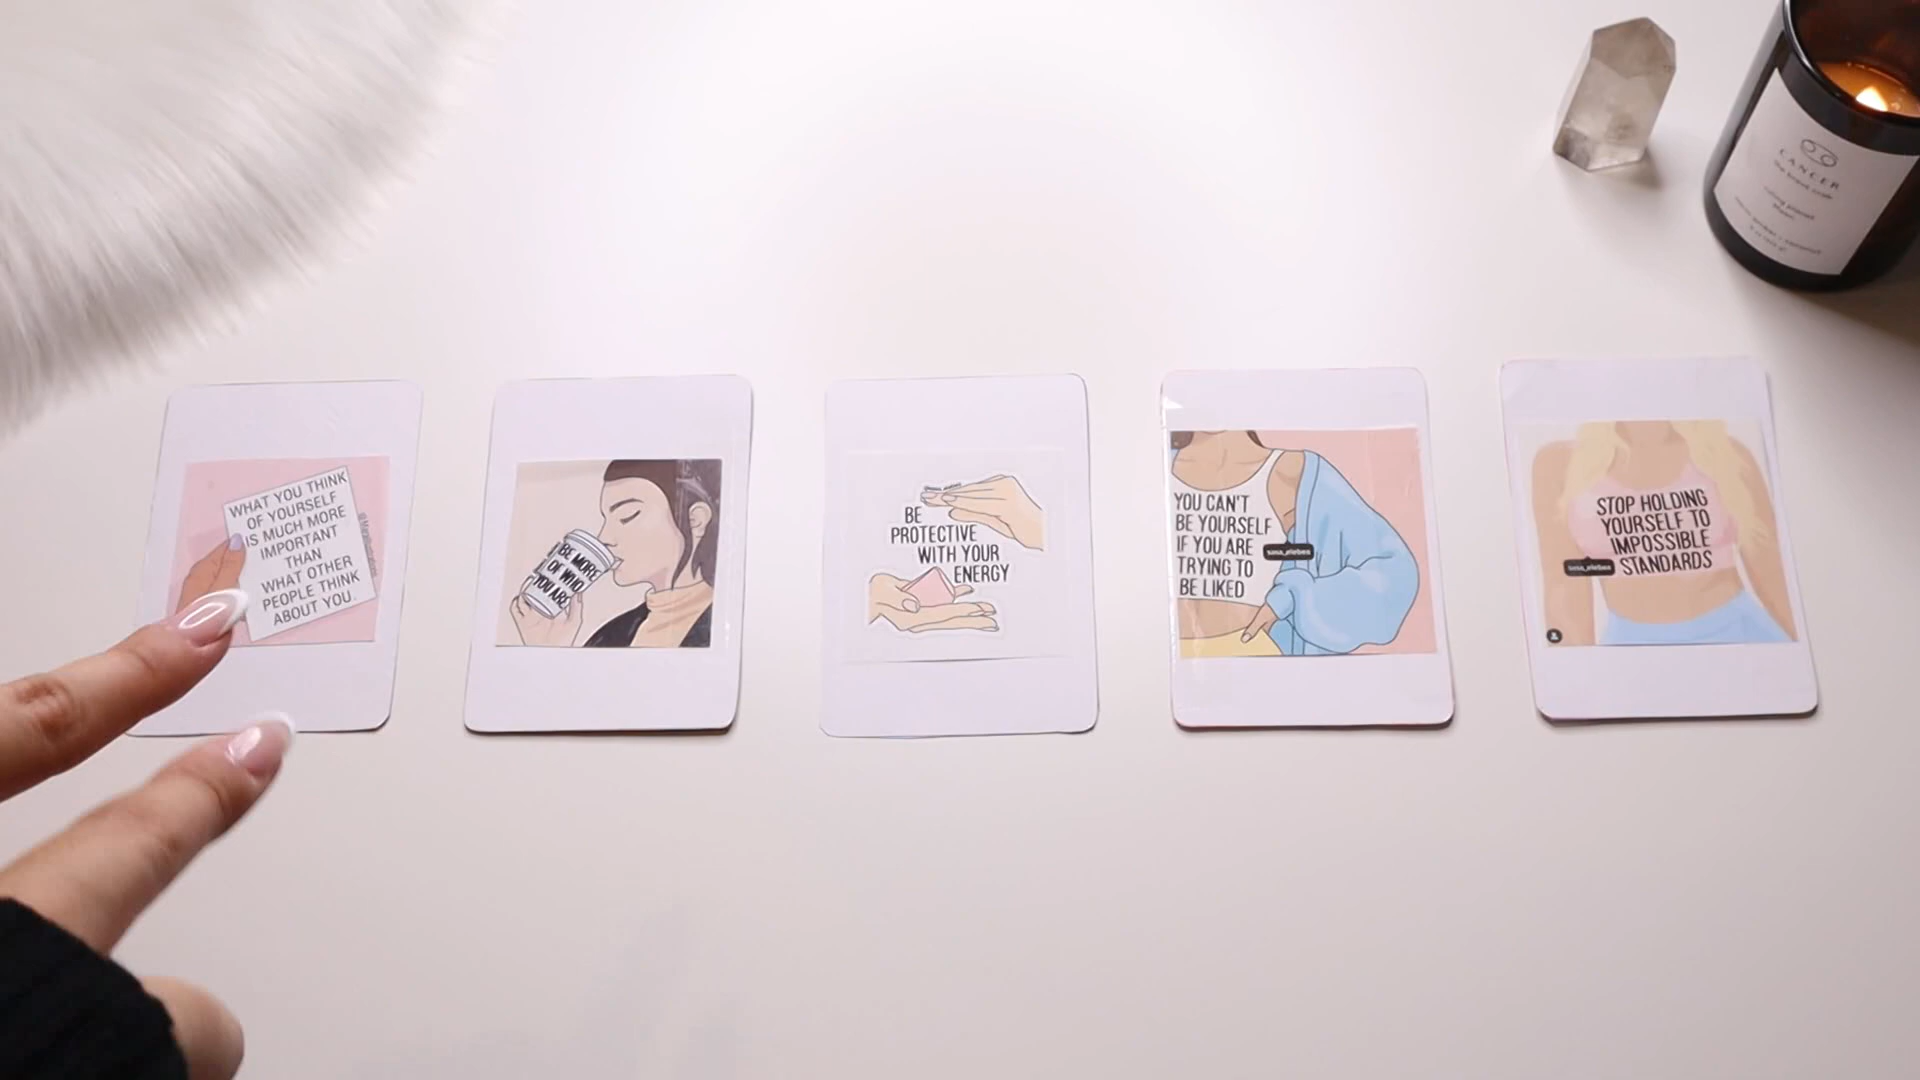 WHAT YOU THINK
OF YOURSELF
IS MUCH MORE
IMPORTANT
THAN
WHAT OTHER
PEOPLE THINK
ABOUT YOU.
BE MORE
OF WHO
YOU ARE
BE
PROTECTIVE
WITH YOUR
ENERGY
YOU CAN'T
BE YOURSELF
IF YOU ARE
TRYING TO
BE LIKED
STOP HOLDING
YOURSELF TO
IMPOSSIBLE
STANDARDS
CANCER